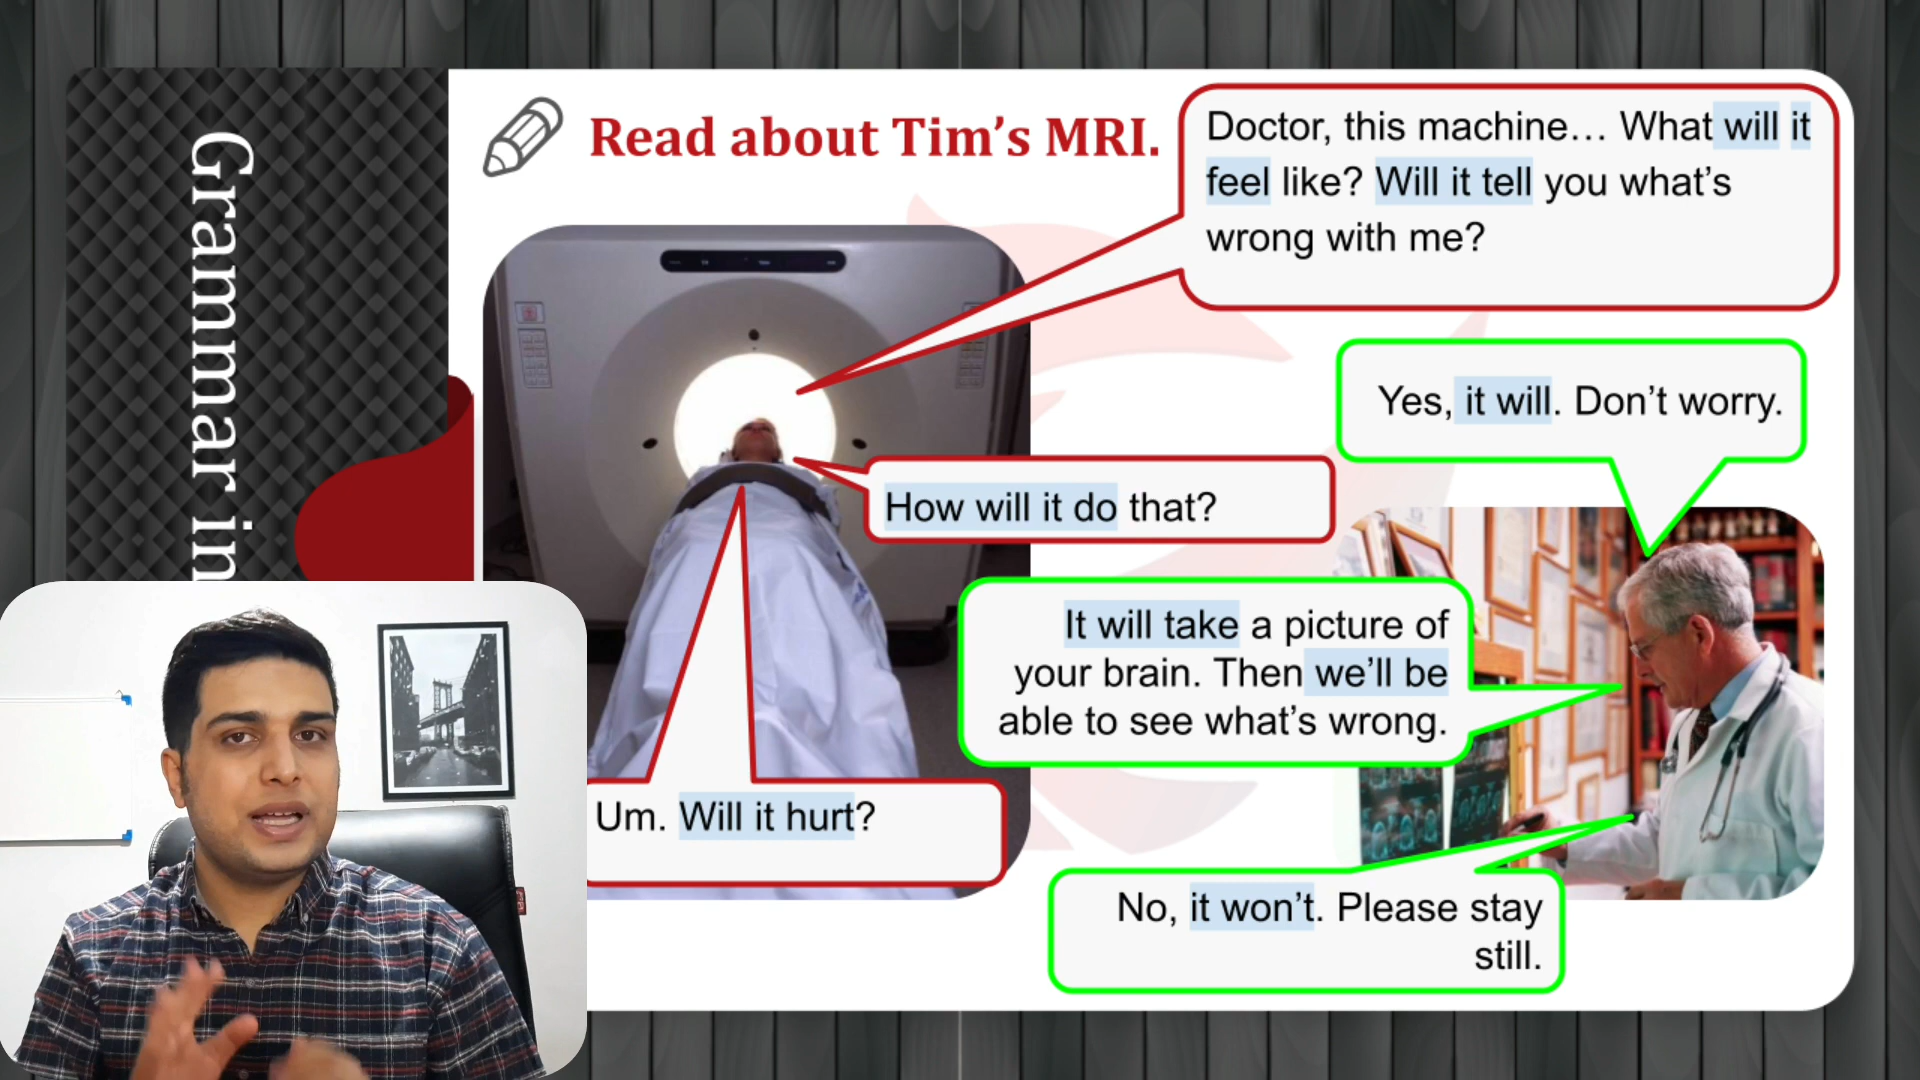 Grammar in
Read about Tim’s MRI.
Doctor, this machine… What will it
feel like? Will it tell you what’s
wrong with me?
Yes, it will. Don’t worry.
How will it do that?
It will take a picture of
your brain. Then we’ll be
able to see what’s wrong.
Um. Will it hurt?
No, it won’t. Please stay
still.